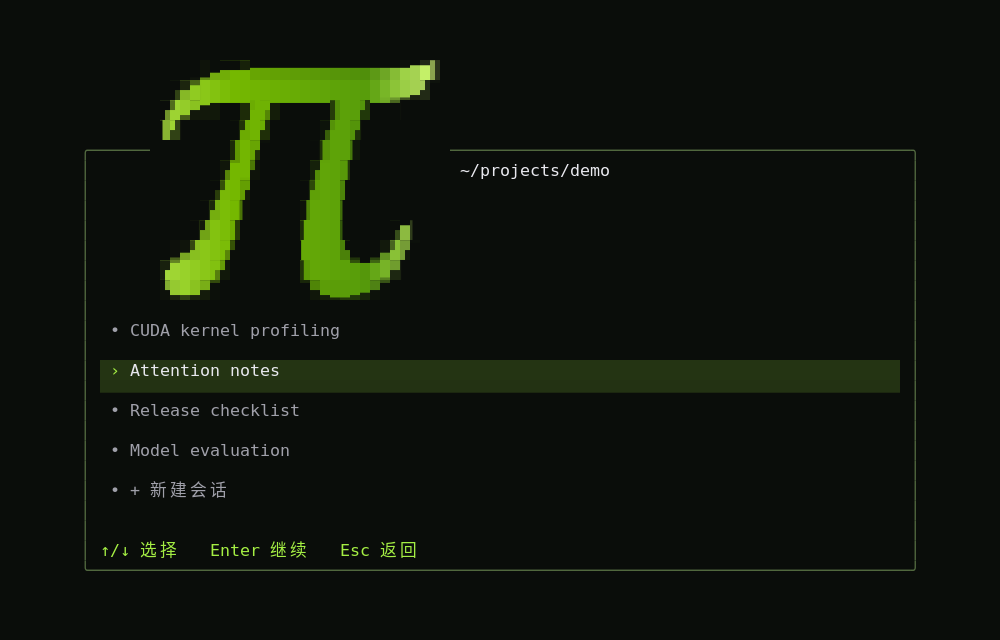 π
~/projects/demo
• CUDA kernel profiling
› Attention notes
• Release checklist
• Model evaluation
• + 新建会话
↑/↓ 选择 Enter 继续 Esc 返回